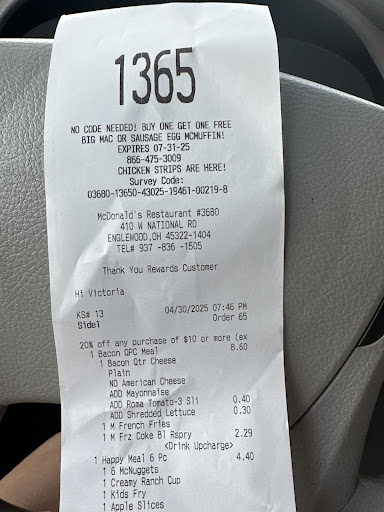 1365
NO CODE NEEDED! BUY ONE GET ONE FREE
BIG MAC OR SAUSAGE EGG MCMUFFIN!
EXPIRES 07-31-25
866-475-3009
CHICKEN STRIPS ARE HERE!
Survey Code:
03680-13650-43025-19461-00219-8
McDonald's Restaurant #3680
410 W NATIONAL RD
ENGLEWOOD,OH 45322-1404
TEL# 937 -836 -1505
Thank You Rewards Customer
Hi Victoria
KS# 13 04/30/2025 07:46 PM
Side1 Order 65
20% off any purchase of $10 or more (ex
1 Bacon QPC Meal 8.60
1 Bacon Qtr Cheese
Plain
NO American Cheese
ADD Mayonnaise
ADD Roma Tomato-3 Sli 0.40
ADD Shredded Lettuce 0.30
1 M French Fries
1 M Frz Coke Bl Rspry 2.29
<Drink Upcharge>
1 Happy Meal 6 Pc 4.40
1 6 McNuggets
1 Creamy Ranch Cup
1 Kids Fry
1 Apple Slices